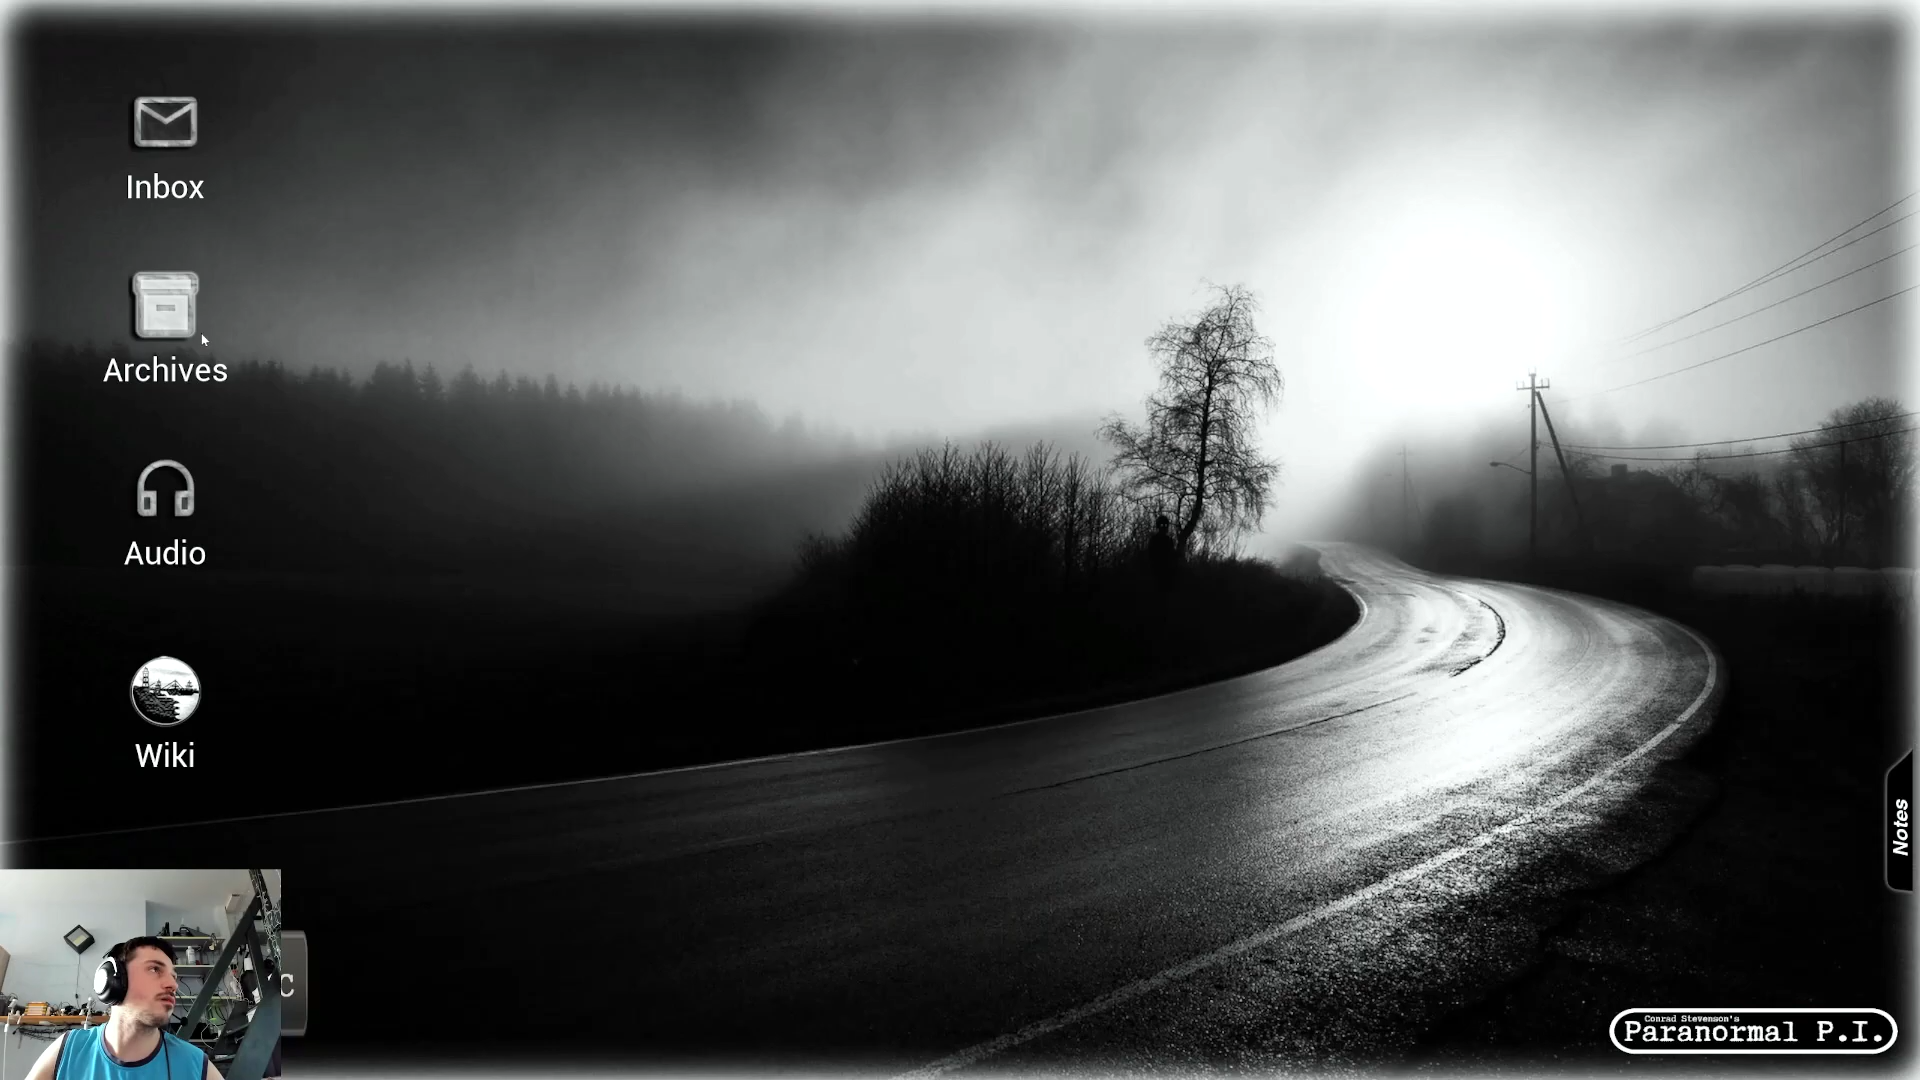 Inbox
Archives
Audio
Wiki
Notes
C
Conrad Stevenson's
Paranormal P.I.